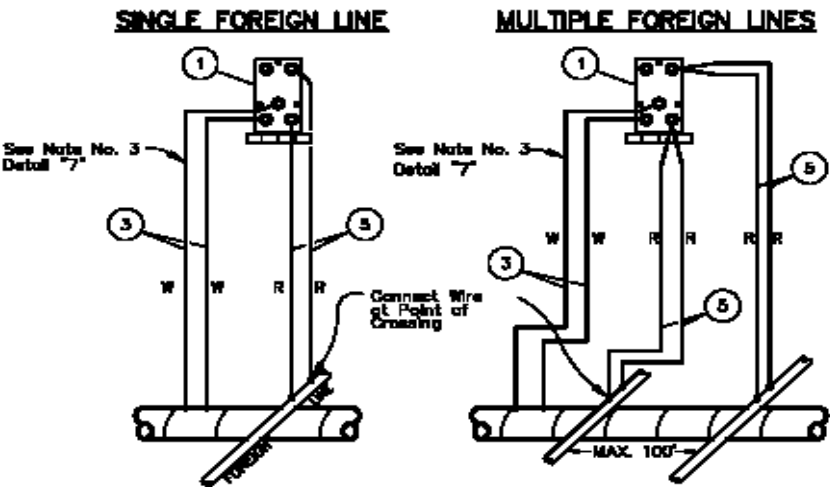 SINGLE FOREIGN LINE
1
See Note No. 3
Detail "7"
3
5
W W R R
Connect Wire
at Point of
Crossing
FOREIGN LINE
MULTIPLE FOREIGN LINES
1
See Note No. 3
Detail "7"
5
W W R R R R
3
5
MAX. 100'